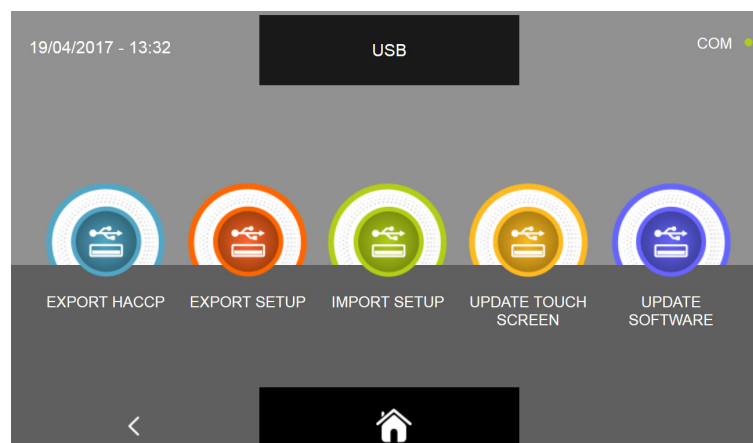 19/04/2017 - 13:32
USB
COM
EXPORT HACCP
EXPORT SETUP
IMPORT SETUP
UPDATE TOUCH
SCREEN
UPDATE
SOFTWARE